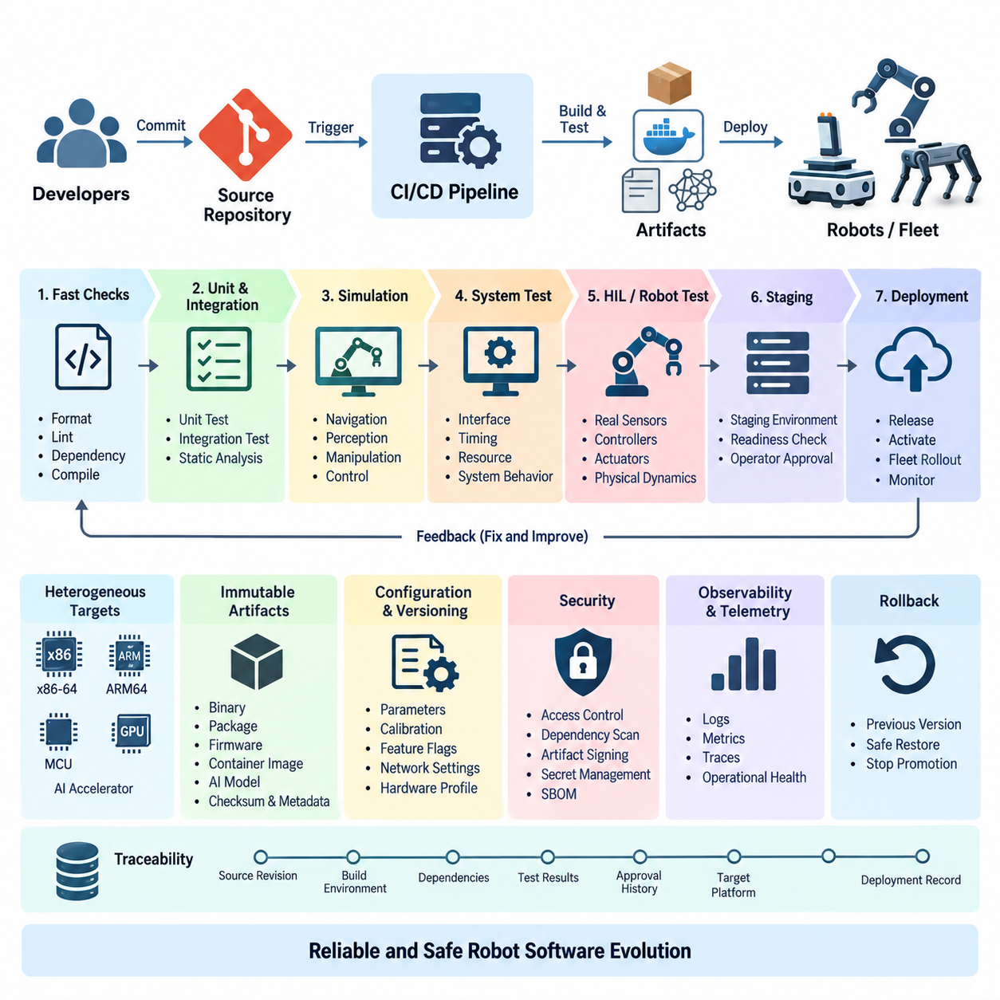 Commit
Trigger
Build &
Test
Deploy
Developers
Source
Repository
CI/CD Pipeline
Artifacts
Robots / Fleet
1. Fast Checks
2. Unit &
Integration
3. Simulation
4. System Test
5. HIL / Robot Test
6. Staging
7. Deployment
</>
• Format
• Lint
• Dependency
• Compile
• Unit Test
• Integration Test
• Static Analysis
• Navigation
• Perception
• Manipulation
• Control
• Interface
• Timing
• Resource
• System Behavior
• Real Sensors
• Controllers
• Actuators
• Physical Dynamics
• Staging Environment
• Readiness Check
• Operator Approval
• Release
• Activate
• Fleet Rollout
• Monitor
Feedback (Fix and Improve)
Heterogeneous
Targets
x86
ARM
x86-64
ARM64
GPU
MCU
AI Accelerator
Immutable
Artifacts
• Binary
• Package
• Firmware
• Container Image
• AI Model
• Checksum & Metadata
Configuration
& Versioning
• Parameters
• Calibration
• Feature Flags
• Network Settings
• Hardware Profile
Security
• Access Control
• Dependency Scan
• Artifact Signing
• Secret Management
• SBOM
Observability
& Telemetry
• Logs
• Metrics
• Traces
• Operational Health
Rollback
• Previous Version
• Safe Restore
• Stop Promotion
Traceability
Source Revision
Build
Environment
Dependencies
Test Results
Approval
History
Target
Platform
Deployment Record
Reliable and Safe Robot Software Evolution